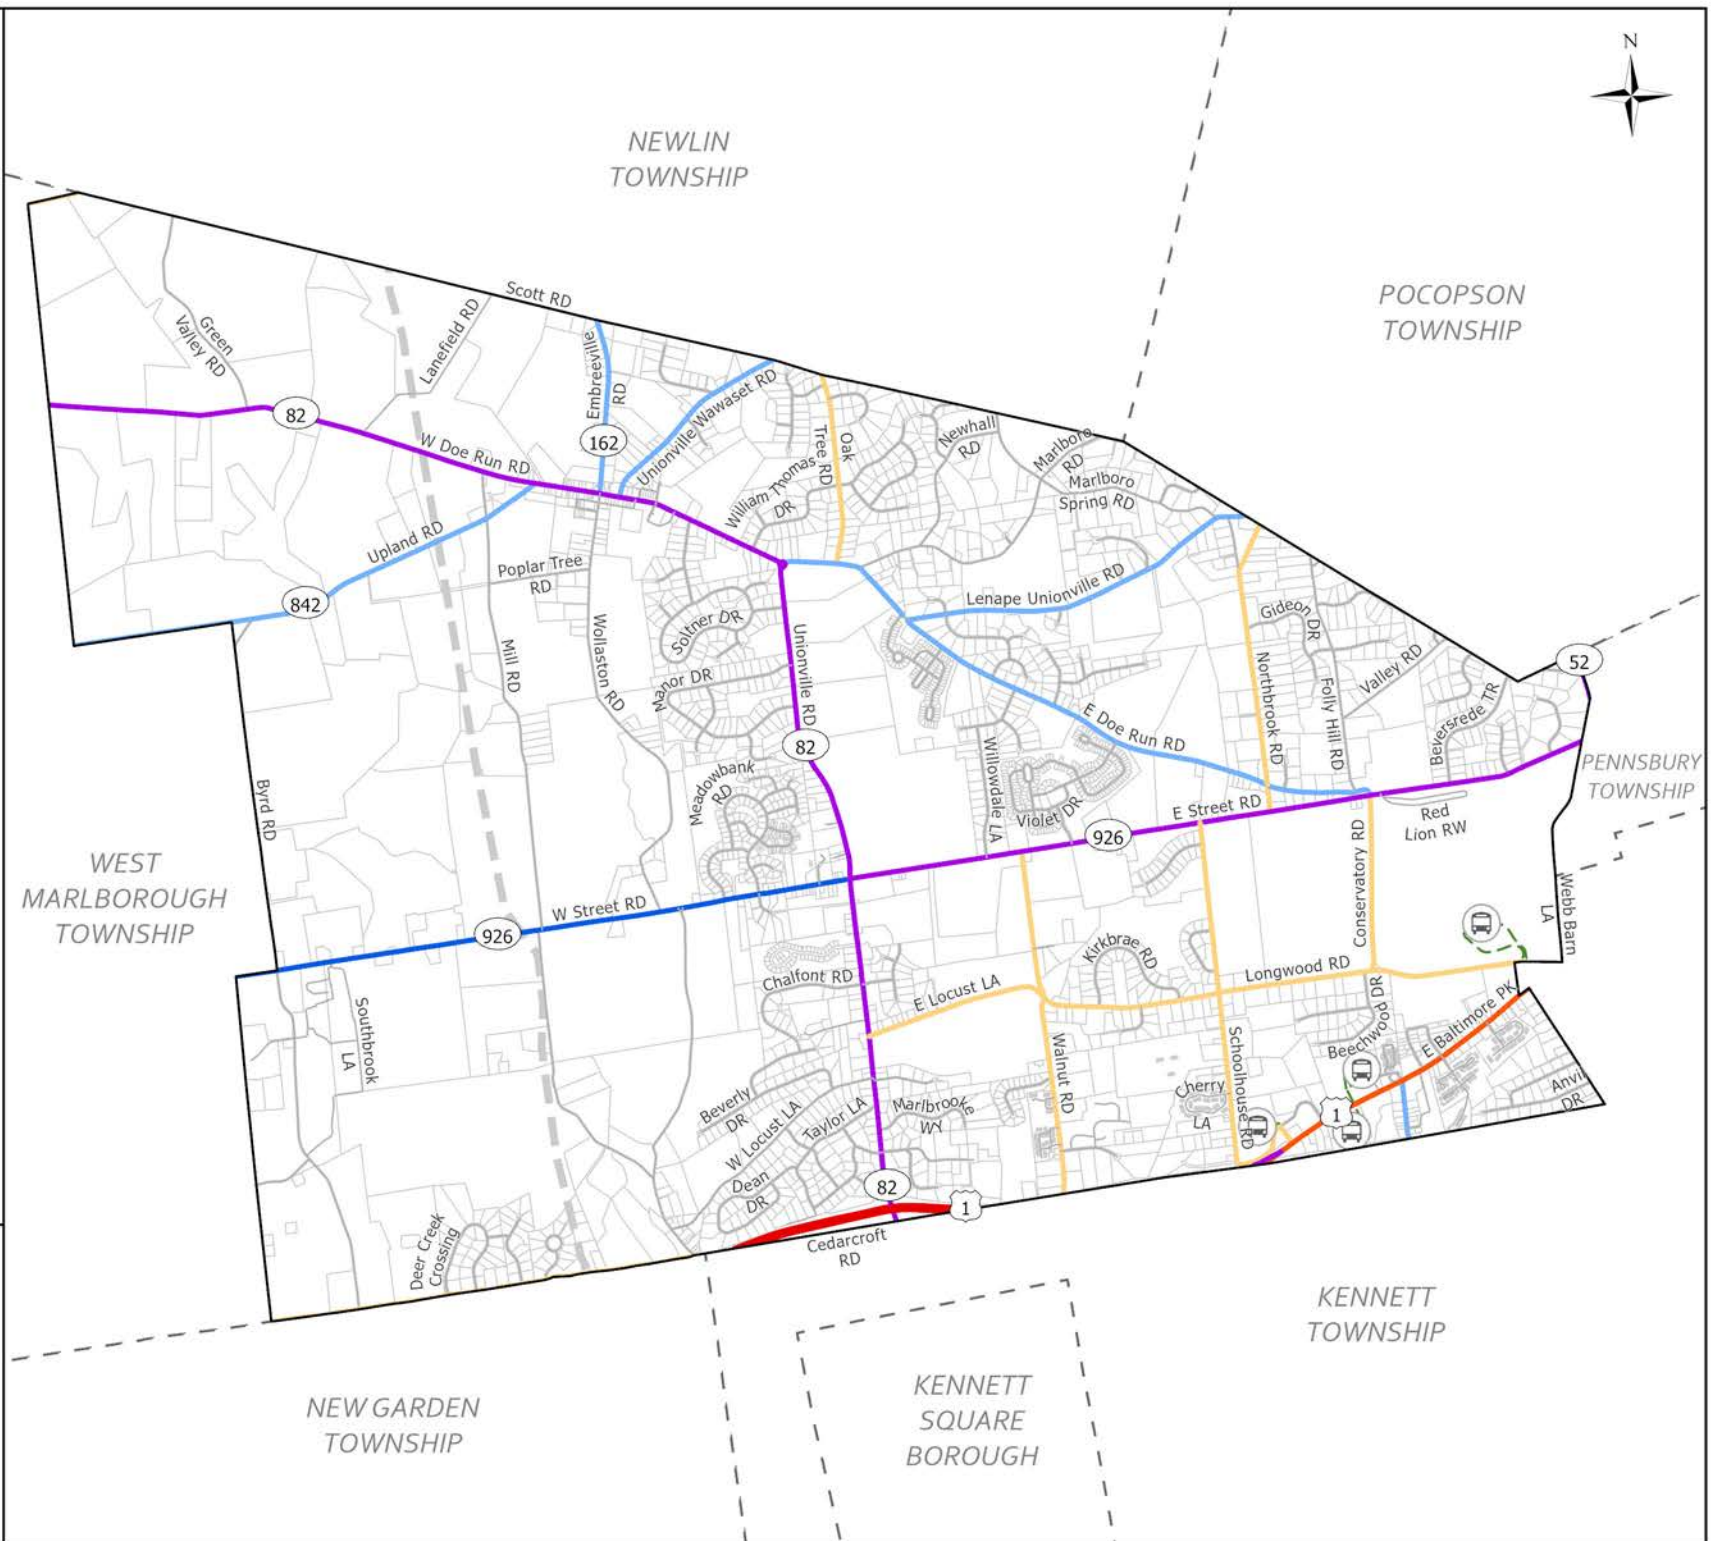 N
NEWLIN
TOWNSHIP
POCOPSON
TOWNSHIP
Scott RD
Green
Valley RD
Lanefield RD
Embreeville
RD
Unionville Wawaset RD
82
W Doe Run RD
162
Oak
Tree RD
Newhall
RD
Marlboro
RD
Marlboro
Spring RD
William Thomas
DR
Upland RD
Poplar Tree
RD
842
Lenape Unionville RD
Gideon DR
Soltner DR
Wollaston RD
Mill RD
Unionville RD
Manor DR
52
Valley RD
Northbrook RD
Folly Hill RD
Beversrede TR
E Doe Run RD
82
Willowdale LA
Meadowbank
RD
Byrd RD
PENNSBURY
TOWNSHIP
Violet DR
E Street RD
926
Red
Lion RW
Conservatory RD
WEST
MARLBOROUGH
TOWNSHIP
W Street RD
926
Webb Barn
LA
Kirkbrae RD
Longwood RD
Chalfont RD
E Locust LA
Southbrook
LA
Beechwood DR
E Baltimore PK
Walnut RD
Schoolhouse RD
Cherry
LA
Anvil
DR
Beverly
DR
W Locust LA
Taylor LA
Marlbrooke
WY
1
Dean
DR
82
1
Deer Creek
Crossing
Cedarcroft
RD
KENNETT
TOWNSHIP
NEW GARDEN
TOWNSHIP
KENNETT
SQUARE
BOROUGH